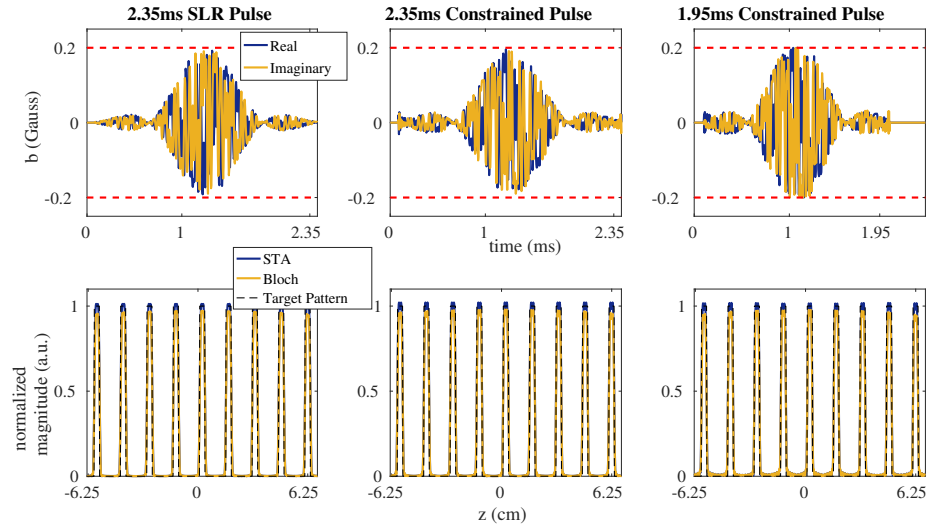 2.35ms SLR Pulse
2.35ms Constrained Pulse
1.95ms Constrained Pulse
Real
Imaginary
b (Gauss)
0.2
0
-0.2
0.2
0
-0.2
0.2
0
-0.2
0
1
2.35
0
1
2.35
0
1
1.95
time (ms)
STA
Bloch
Target Pattern
normalized
magnitude (a.u.)
1
0.5
0
1
0.5
0
1
0.5
0
-6.25
0
6.25
-6.25
0
6.25
-6.25
0
6.25
z (cm)